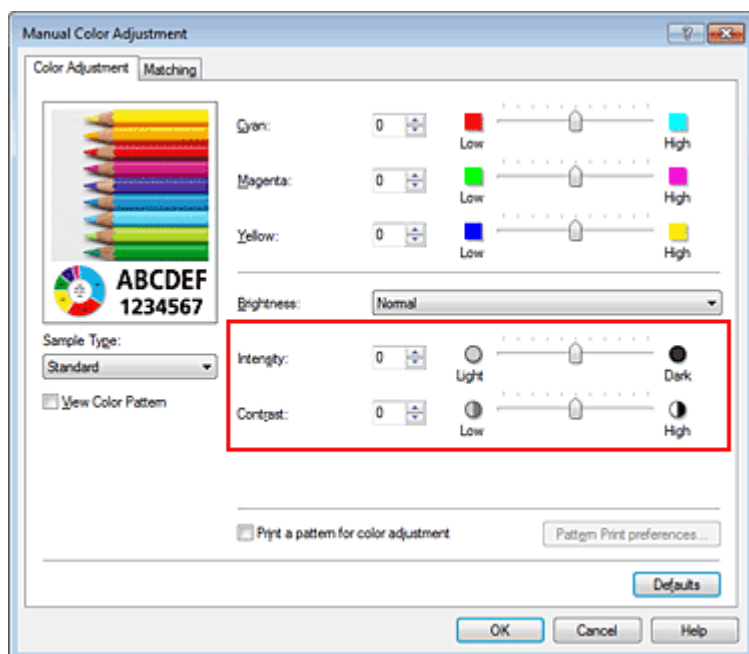 Manual Color Adjustment
Color Adjustment Matching
Cyan: 0 Low High
Magenta: 0 Low High
Yellow: 0 Low High
ABCDEF
1234567
Brightness: Normal
Sample Type:
Standard
View Color Pattern
Intensity: 0 Light Dark
Contrast: 0 Low High
Print a pattern for color adjustment Pattern Print preferences...
Defaults
OK Cancel Help